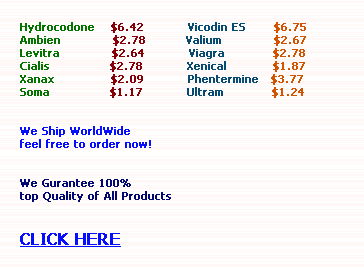 Hydrocodone $6.42 Vicodin ES $6.75
Ambien $2.78 Valium $2.67
Levitra $2.64 Viagra $2.78
Cialis $2.78 Xenical $1.87
Xanax $2.09 Phentermine $3.77
Soma $1.17 Ultram $1.24
We Ship WorldWide
feel free to order now!
We Gurantee 100%
top Quality of All Products
CLICK HERE